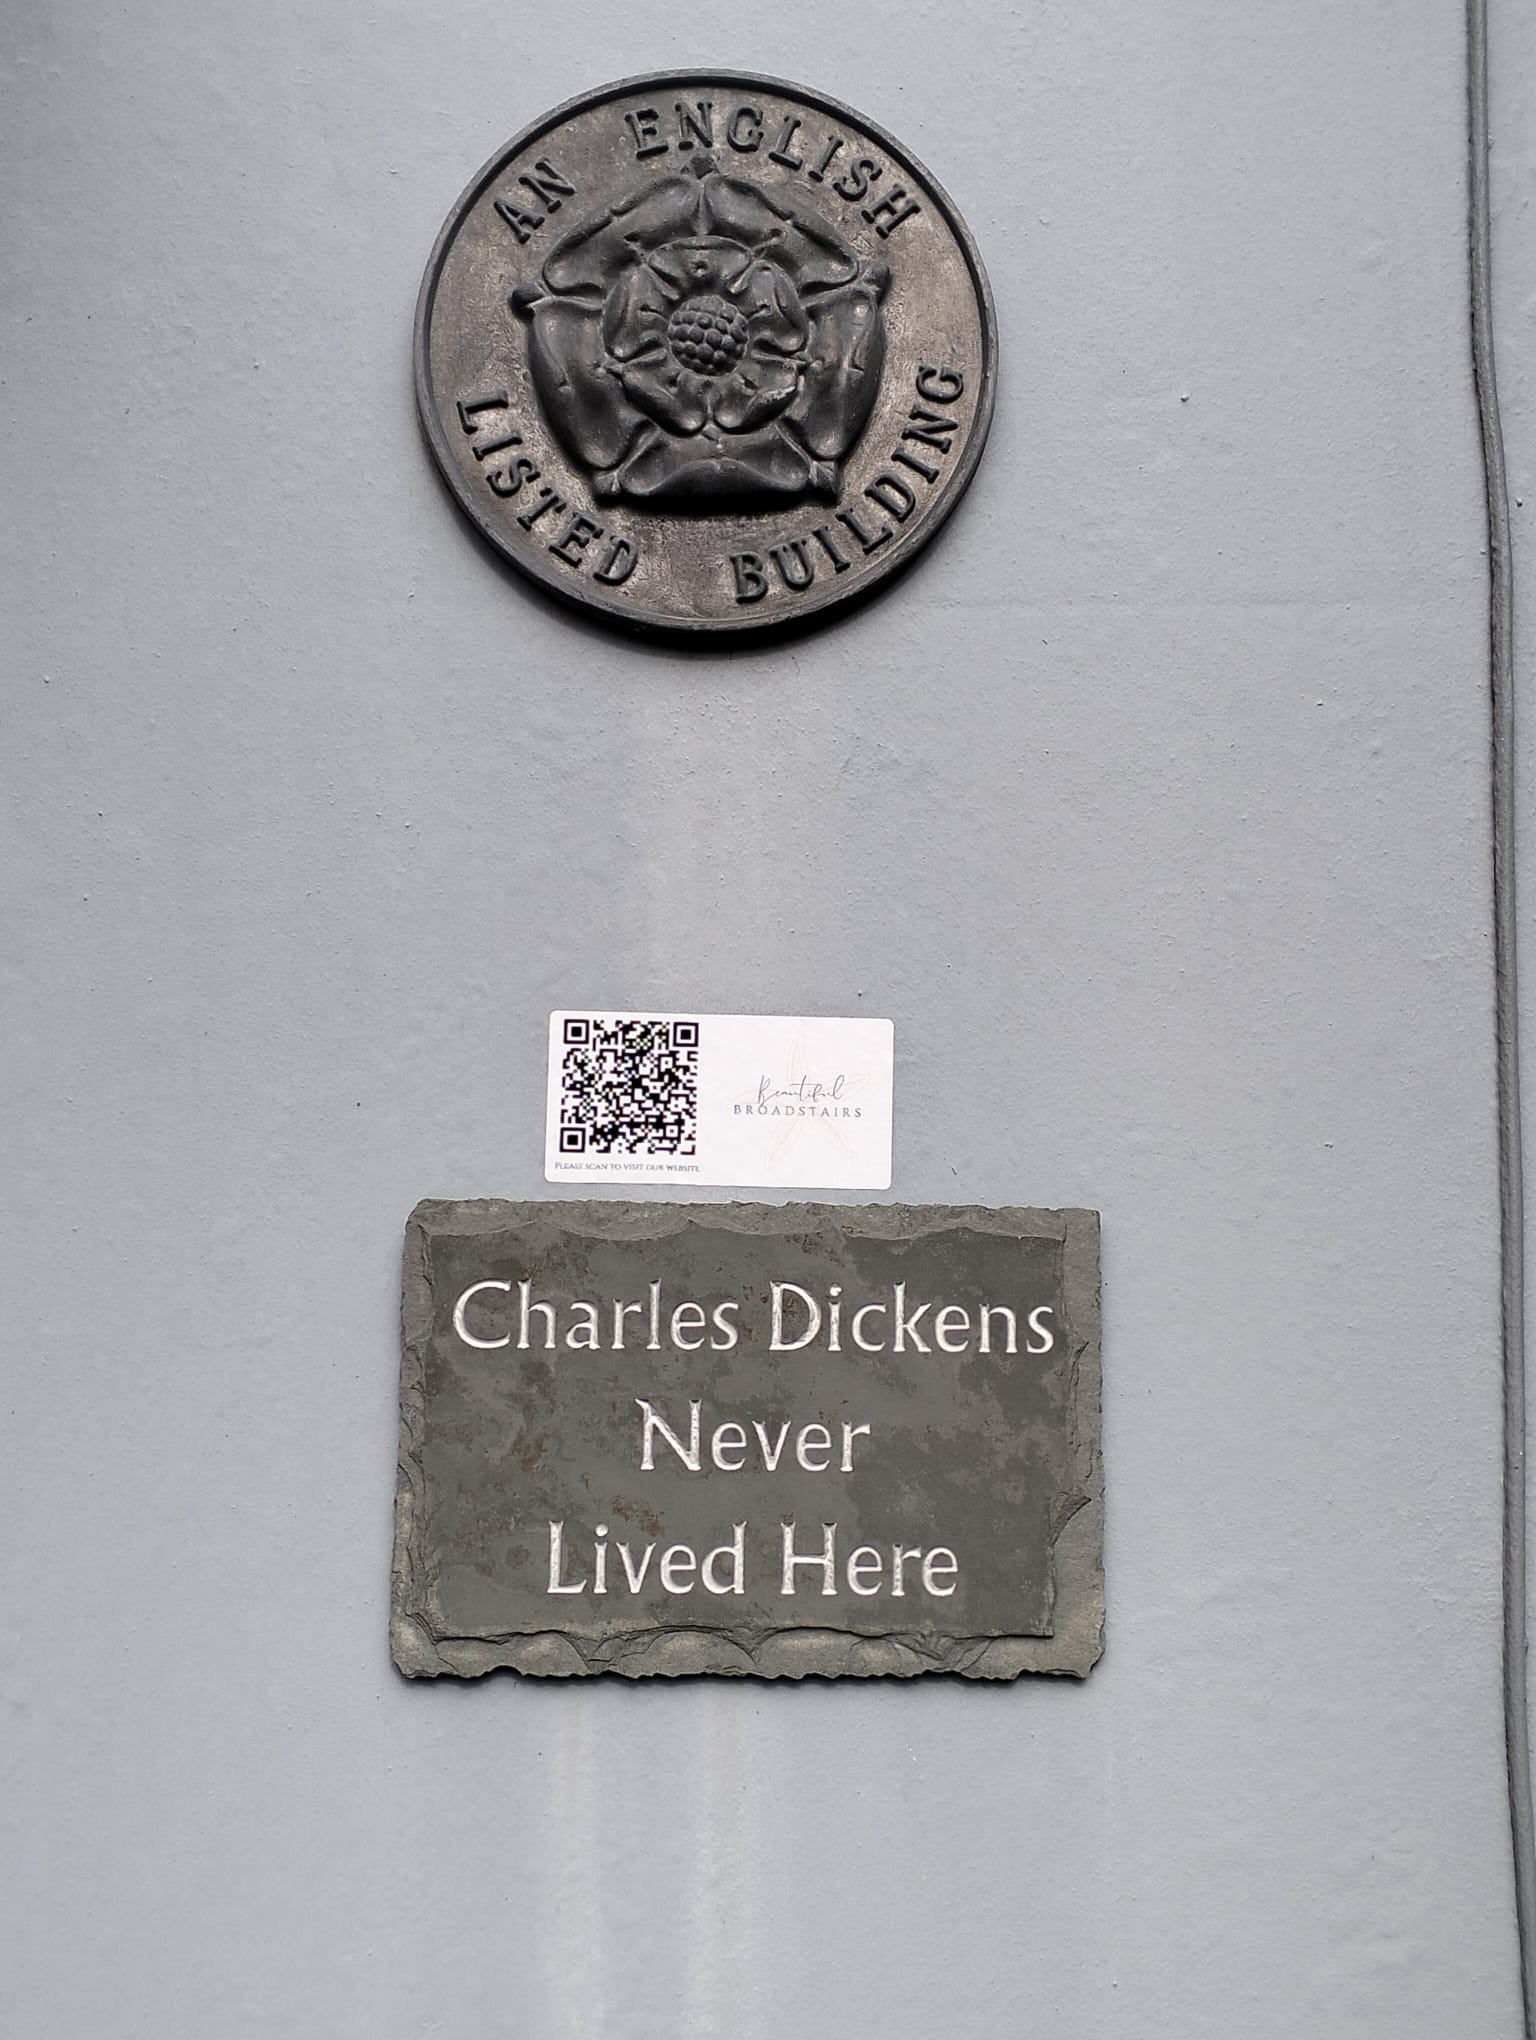 AN ENGLISH
LISTED BUILDING
Beautiful
BROADSTAIRS
PLEASE SCAN TO VISIT OUR WEBSITE
Charles Dickens
Never
Lived Here